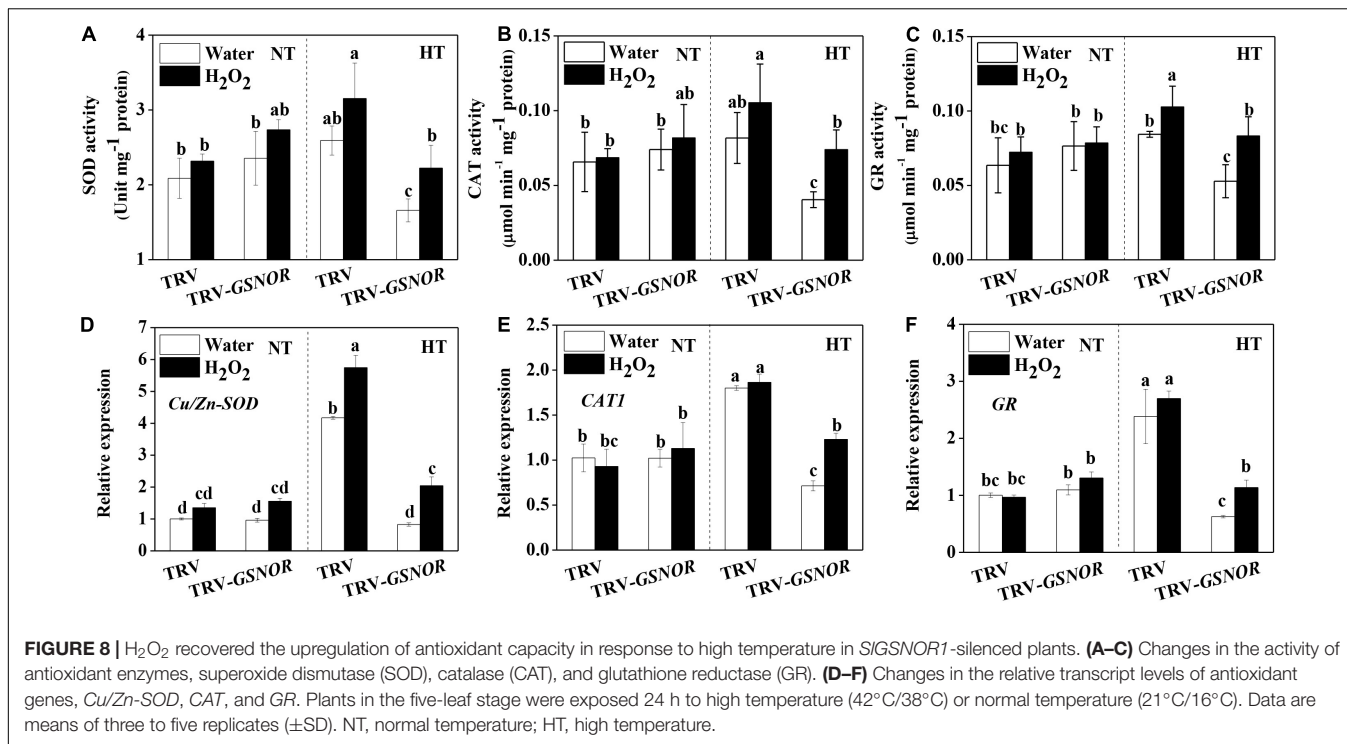 A
Water NT
H2O2
HT
SOD activity
(Unit mg-1 protein)
4
3
2
1
b
b
b
ab
ab
a
c
b
TRV
TRV-GSNOR
TRV
TRV-GSNOR
B
Water NT
H2O2
HT
CAT activity
(μmol min-1 mg-1 protein)
0.15
0.10
0.05
0.00
b
b
b
ab
ab
a
c
b
TRV
TRV-GSNOR
TRV
TRV-GSNOR
C
Water NT
H2O2
HT
GR activity
(μmol min-1 mg-1 protein)
0.15
0.10
0.05
0.00
bc
b
b
b
b
a
c
b
TRV
TRV-GSNOR
TRV
TRV-GSNOR
D
Water NT
H2O2
HT
Cu/Zn-SOD
Relative expression
7
6
5
4
3
2
1
0
d
cd
d
cd
b
a
d
c
TRV
TRV-GSNOR
TRV
TRV-GSNOR
E
Water NT
H2O2
HT
CAT1
Relative expression
2.5
2.0
1.5
1.0
0.5
0.0
b
bc
b
b
a
a
c
b
TRV
TRV-GSNOR
TRV
TRV-GSNOR
F
Water NT
H2O2
HT
GR
Relative expression
4
3
2
1
0
bc
bc
b
b
a
a
c
b
TRV
TRV-GSNOR
TRV
TRV-GSNOR
FIGURE 8 | H2O2 recovered the upregulation of antioxidant capacity in response to high temperature in SlGSNOR1-silenced plants. (A–C) Changes in the activity of
antioxidant enzymes, superoxide dismutase (SOD), catalase (CAT), and glutathione reductase (GR). (D–F) Changes in the relative transcript levels of antioxidant
genes, Cu/Zn-SOD, CAT, and GR. Plants in the five-leaf stage were exposed 24 h to high temperature (42°C/38°C) or normal temperature (21°C/16°C). Data are
means of three to five replicates (±SD). NT, normal temperature; HT, high temperature.